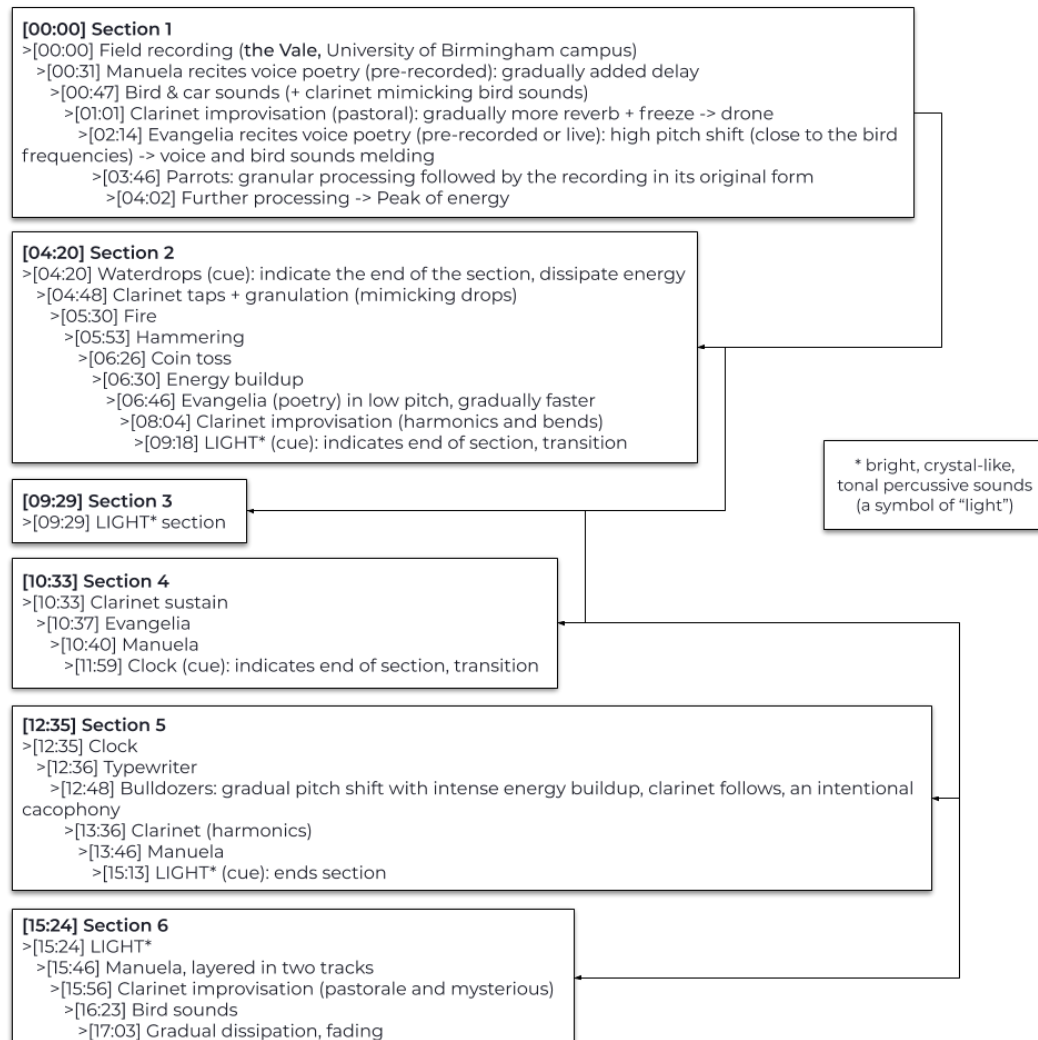 [00:00] Section 1
>[00:00] Field recording (the Vale, University of Birmingham campus)
>[00:31] Manuela recites voice poetry (pre-recorded): gradually added delay
>[00:47] Bird & car sounds (+ clarinet mimicking bird sounds)
>[01:01] Clarinet improvisation (pastoral): gradually more reverb + freeze -> drone
>[02:14] Evangelia recites voice poetry (pre-recorded or live): high pitch shift (close to the bird
frequencies) -> voice and bird sounds melding
>[03:46] Parrots: granular processing followed by the recording in its original form
>[04:02] Further processing -> Peak of energy
[04:20] Section 2
>[04:20] Waterdrops (cue): indicate the end of the section, dissipate energy
>[04:48] Clarinet taps + granulation (mimicking drops)
>[05:30] Fire
>[05:53] Hammering
>[06:26] Coin toss
>[06:30] Energy buildup
>[06:46] Evangelia (poetry) in low pitch, gradually faster
>[08:04] Clarinet improvisation (harmonics and bends)
>[09:18] LIGHT* (cue): indicates end of section, transition
* bright, crystal-like,
tonal percussive sounds
(a symbol of “light”)
[09:29] Section 3
>[09:29] LIGHT* section
[10:33] Section 4
>[10:33] Clarinet sustain
>[10:37] Evangelia
>[10:40] Manuela
>[11:59] Clock (cue): indicates end of section, transition
[12:35] Section 5
>[12:35] Clock
>[12:36] Typewriter
>[12:48] Bulldozers: gradual pitch shift with intense energy buildup, clarinet follows, an intentional
cacophony
>[13:36] Clarinet (harmonics)
>[13:46] Manuela
>[15:13] LIGHT* (cue): ends section
[15:24] Section 6
>[15:24] LIGHT*
>[15:46] Manuela, layered in two tracks
>[15:56] Clarinet improvisation (pastorale and mysterious)
>[16:23] Bird sounds
>[17:03] Gradual dissipation, fading